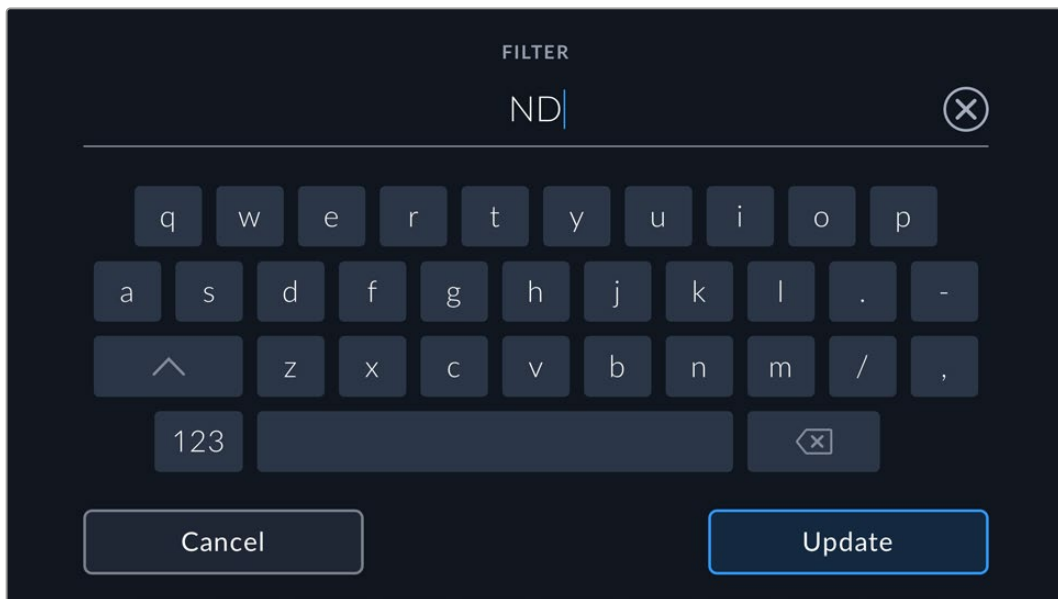 FILTER
ND
q w e r t y u i o p
a s d f g h j k l . -
z x c v b n m / ,
123
Cancel Update